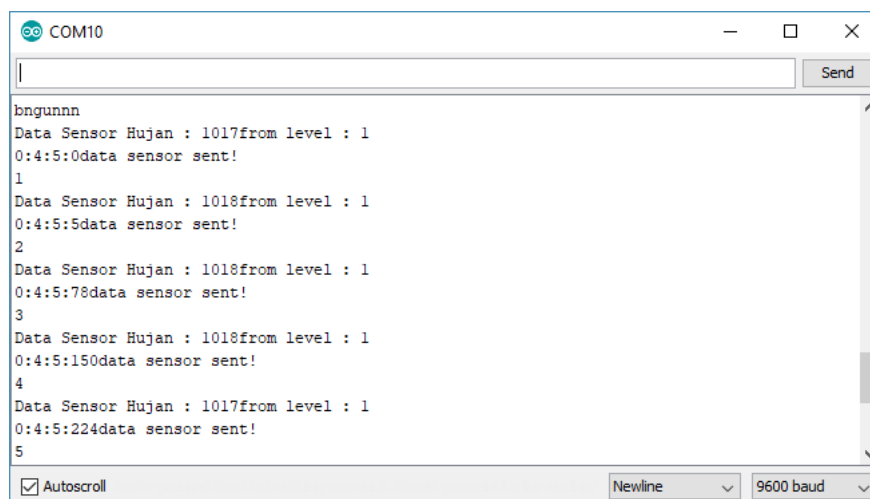 COM10
Send
bngunnn
Data Sensor Hujan : 1017from level : 1
0:4:5:0data sensor sent!
1
Data Sensor Hujan : 1018from level : 1
0:4:5:5data sensor sent!
2
Data Sensor Hujan : 1018from level : 1
0:4:5:78data sensor sent!
3
Data Sensor Hujan : 1018from level : 1
0:4:5:150data sensor sent!
4
Data Sensor Hujan : 1017from level : 1
0:4:5:224data sensor sent!
5
Autoscroll Newline 9600 baud